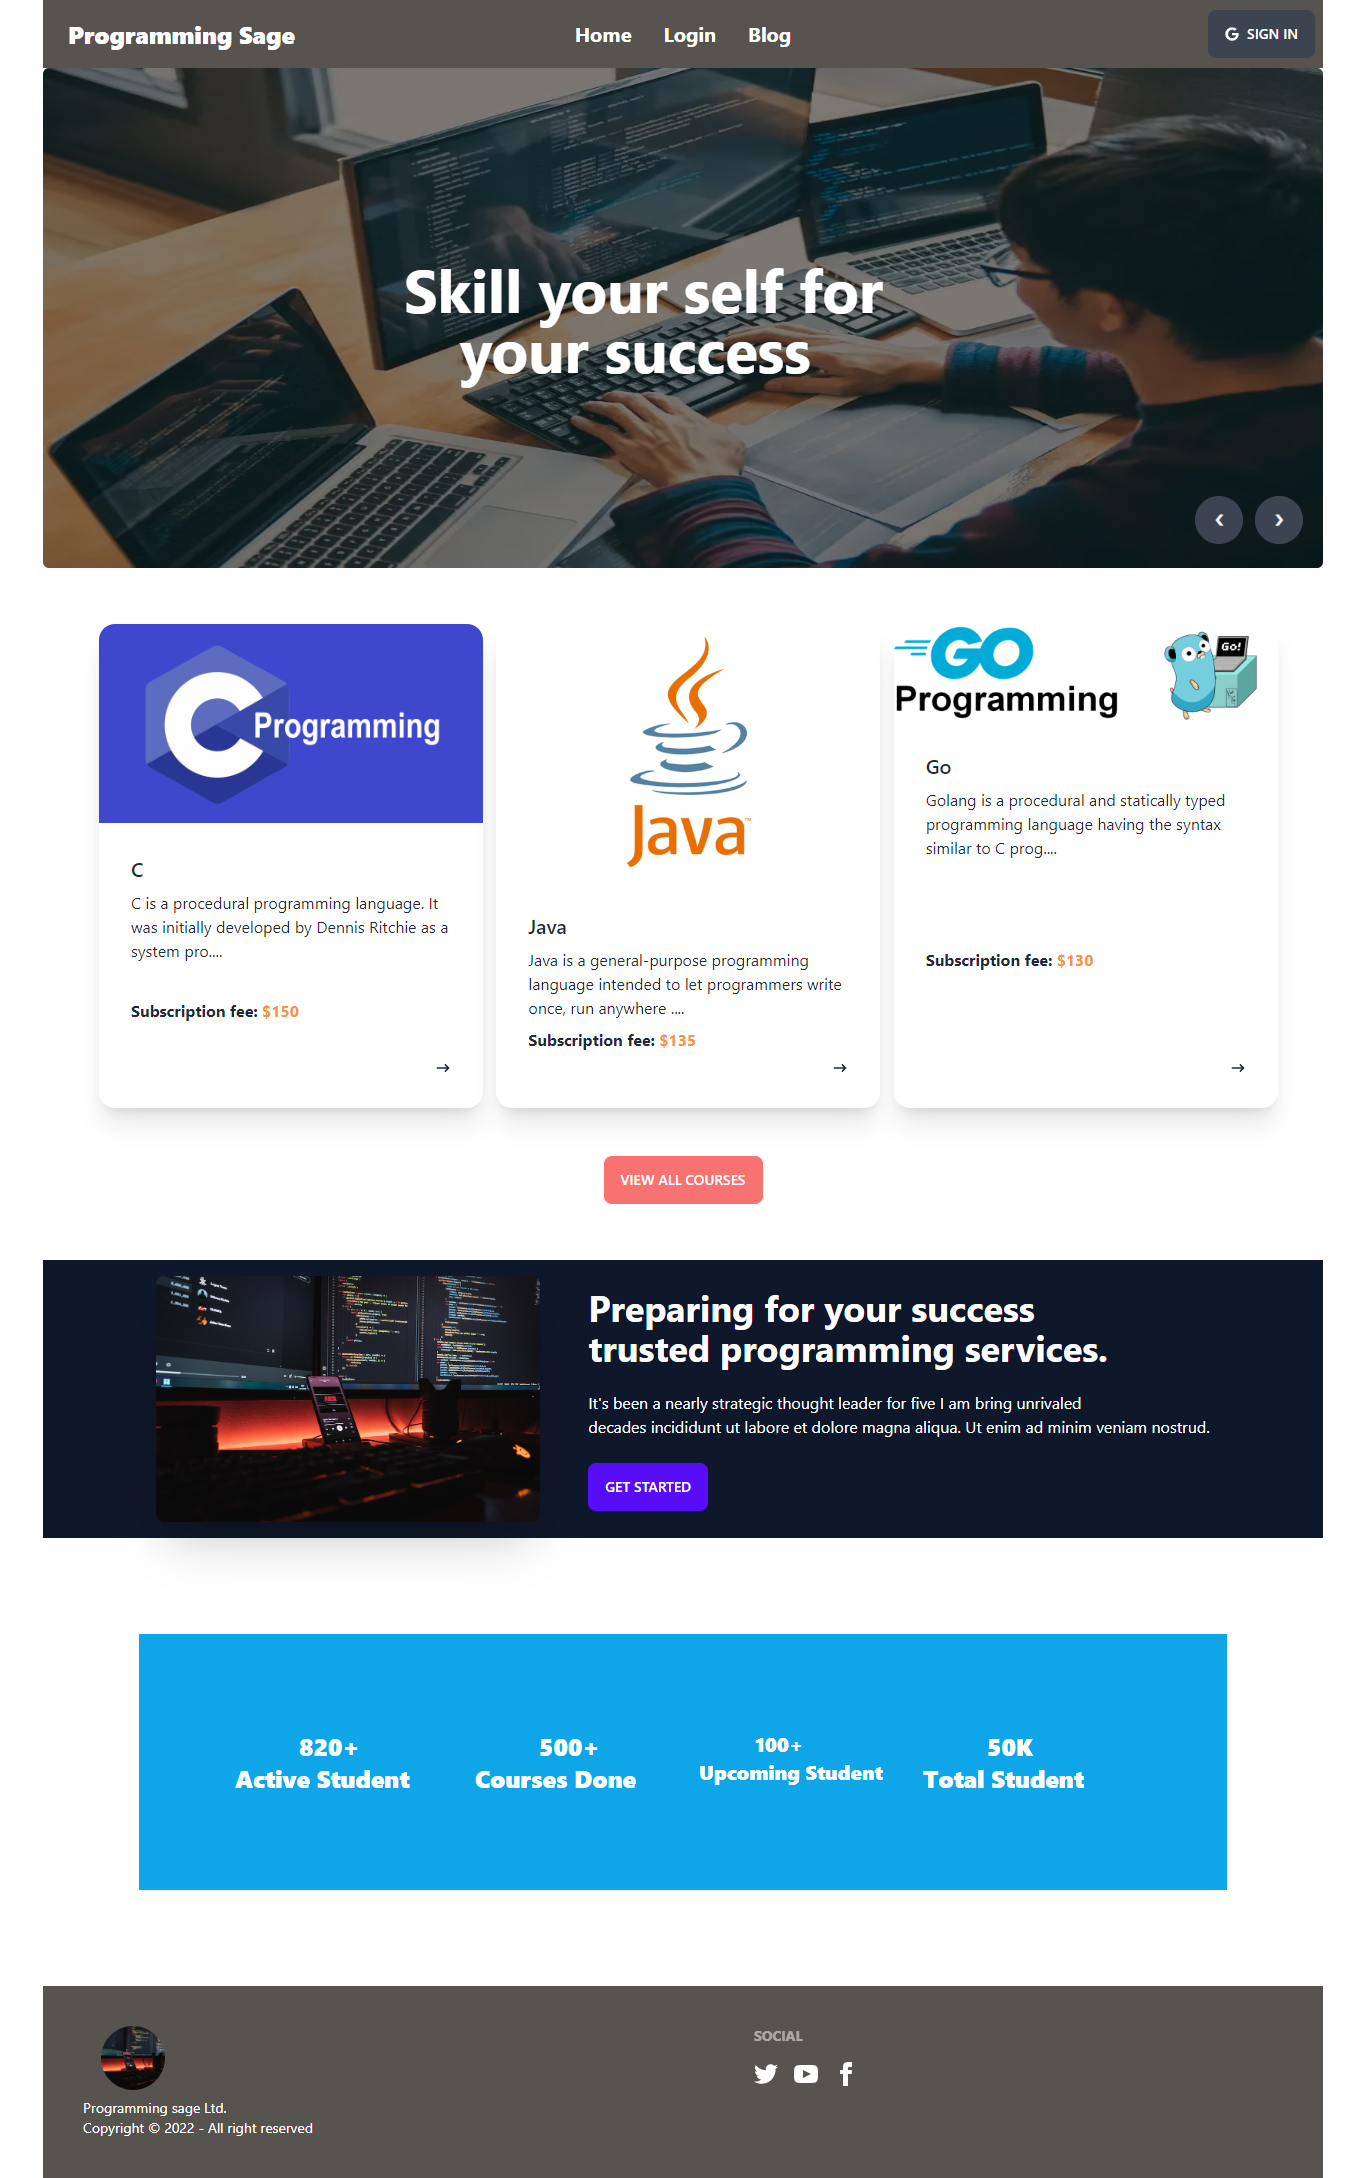 Programming Sage
Home
Login
Blog
SIGN IN
Skill your self for
your success
Programming
C
C is a procedural programming language. It
was initially developed by Dennis Ritchie as a
system pro....
Subscription fee: $150
Java™
Java
Java is a general-purpose programming
language intended to let programmers write
once, run anywhere ....
Subscription fee: $135
GO
Programming
Go!
Go
Golang is a procedural and statically typed
programming language having the syntax
similar to C prog....
Subscription fee: $130
VIEW ALL COURSES
Preparing for your success
trusted programming services.
It's been a nearly strategic thought leader for five I am bring unrivaled
decades incididunt ut labore et dolore magna aliqua. Ut enim ad minim veniam nostrud.
GET STARTED
820+
Active Student
500+
Courses Done
100+
Upcoming Student
50K
Total Student
Programming sage Ltd.
Copyright © 2022 - All right reserved
SOCIAL